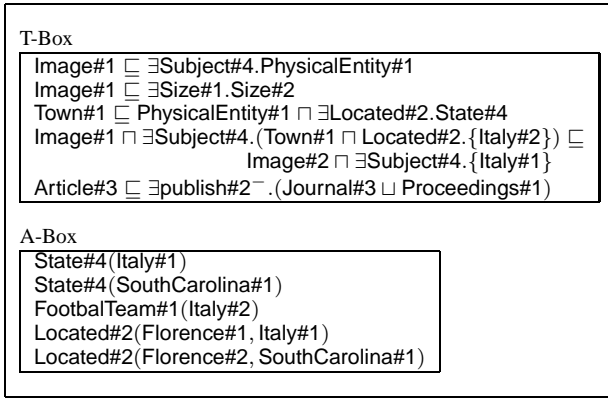 T-Box
Image#1 ⊑ ∃Subject#4.PhysicalEntity#1
Image#1 ⊑ ∃Size#1.Size#2
Town#1 ⊑ PhysicalEntity#1 ⊓ ∃Located#2.State#4
Image#1 ⊓ ∃Subject#4.(Town#1 ⊓ Located#2.{Italy#2}) ⊑
Image#2 ⊓ ∃Subject#4.{Italy#1}
Article#3 ⊑ ∃publish#2⁻.(Journal#3 ⊔ Proceedings#1)
A-Box
State#4(Italy#1)
State#4(SouthCarolina#1)
FootbalTeam#1(Italy#2)
Located#2(Florence#1, Italy#1)
Located#2(Florence#2, SouthCarolina#1)